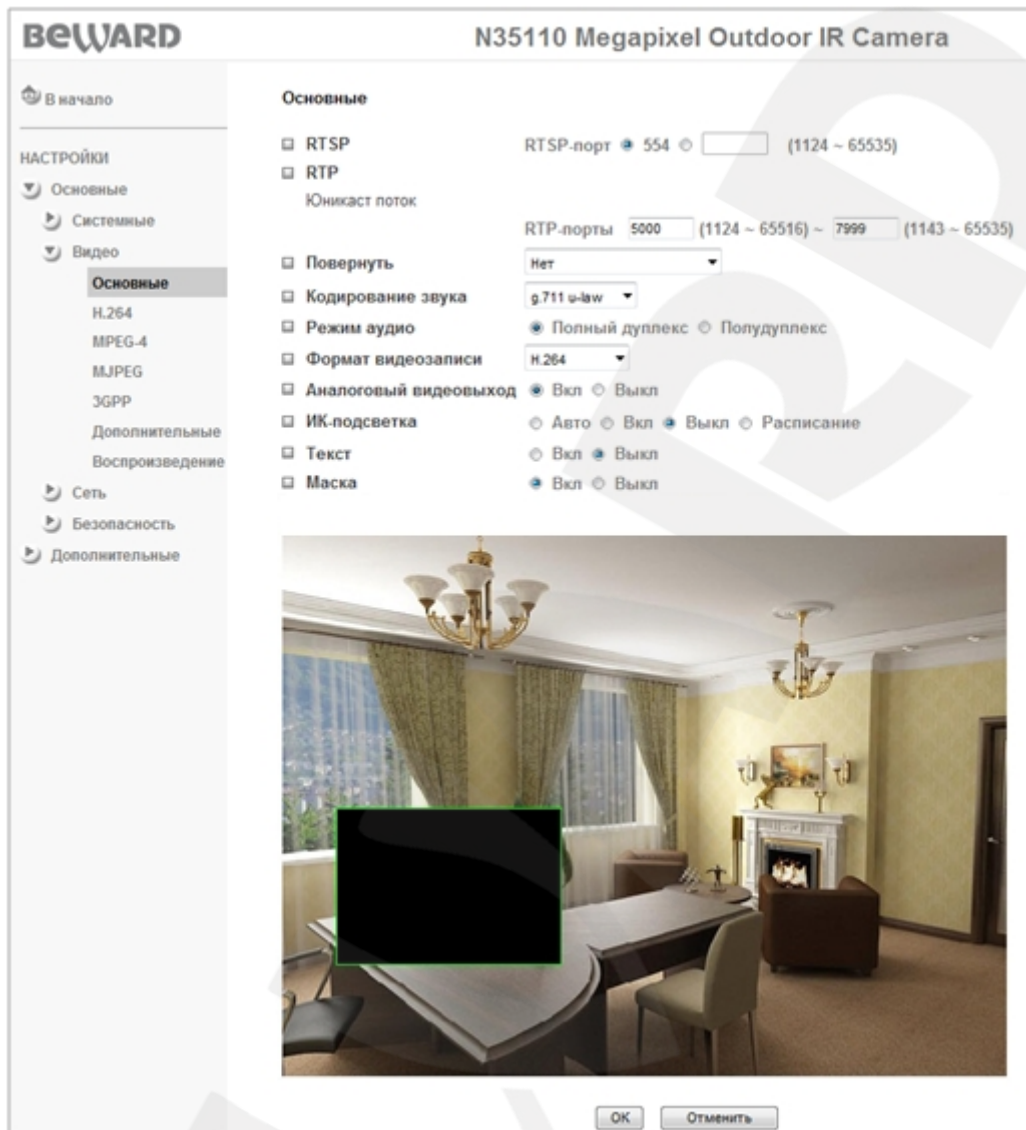 BEWARD
N35110 Megapixel Outdoor IR Camera
В начало
НАСТРОЙКИ
Основные
Системные
Видео
Основные
H.264
MPEG-4
MJPEG
3GPP
Дополнительные
Воспроизведение
Сеть
Безопасность
Дополнительные
Основные
RTSP RTSP-порт 554 (1124 ~ 65535)
RTP
Юникаст поток
RTP-порты 5000 (1124 ~ 65516) ~ 7999 (1143 ~ 65535)
Повернуть Нет
Кодирование звука g.711 u-law
Режим аудио Полный дуплекс Полудуплекс
Формат видеозаписи H.264
Аналоговый видеовыход Вкл Выкл
ИК-подсветка Авто Вкл Выкл Расписание
Текст Вкл Выкл
Маска Вкл Выкл
OK Отменить